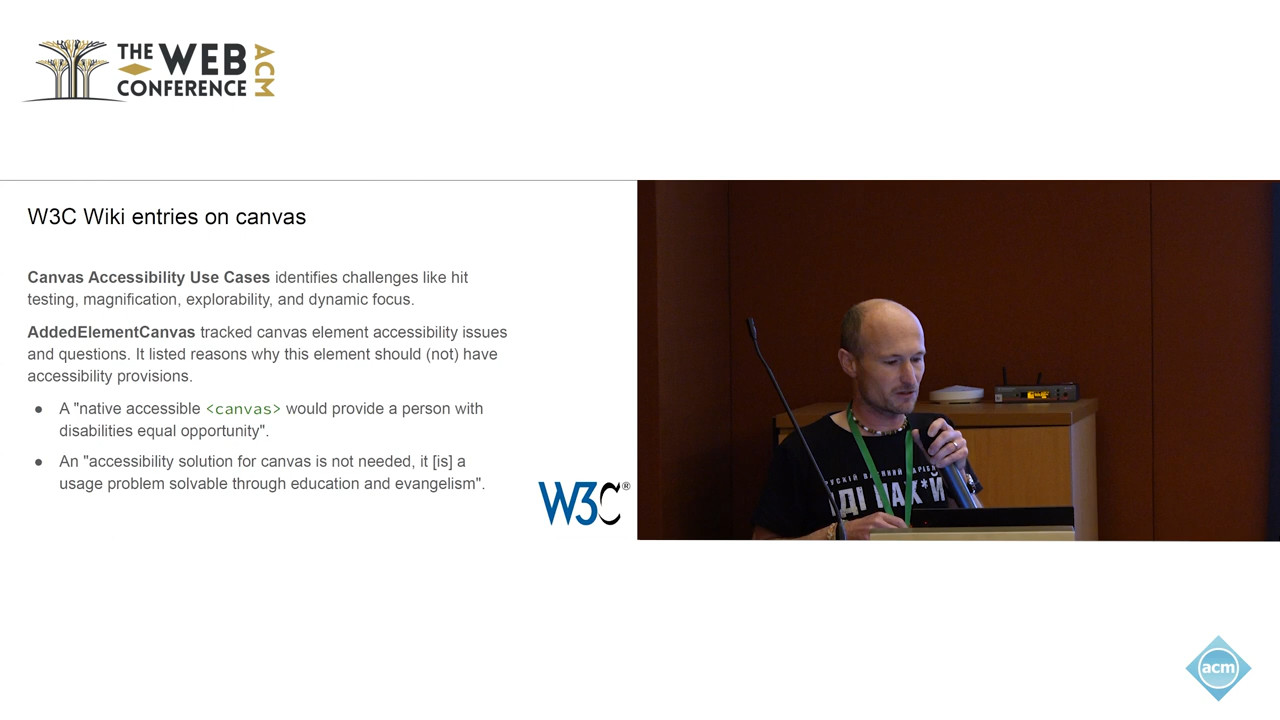 THE WEB
CONFERENCE
ACM
W3C Wiki entries on canvas
Canvas Accessibility Use Cases identifies challenges like hit
testing, magnification, explorability, and dynamic focus.
AddedElementCanvas tracked canvas element accessibility issues
and questions. It listed reasons why this element should (not) have
accessibility provisions.
● A "native accessible <canvas> would provide a person with
disabilities equal opportunity".
● An "accessibility solution for canvas is not needed, it [is] a
usage problem solvable through education and evangelism".
W3C®
acm